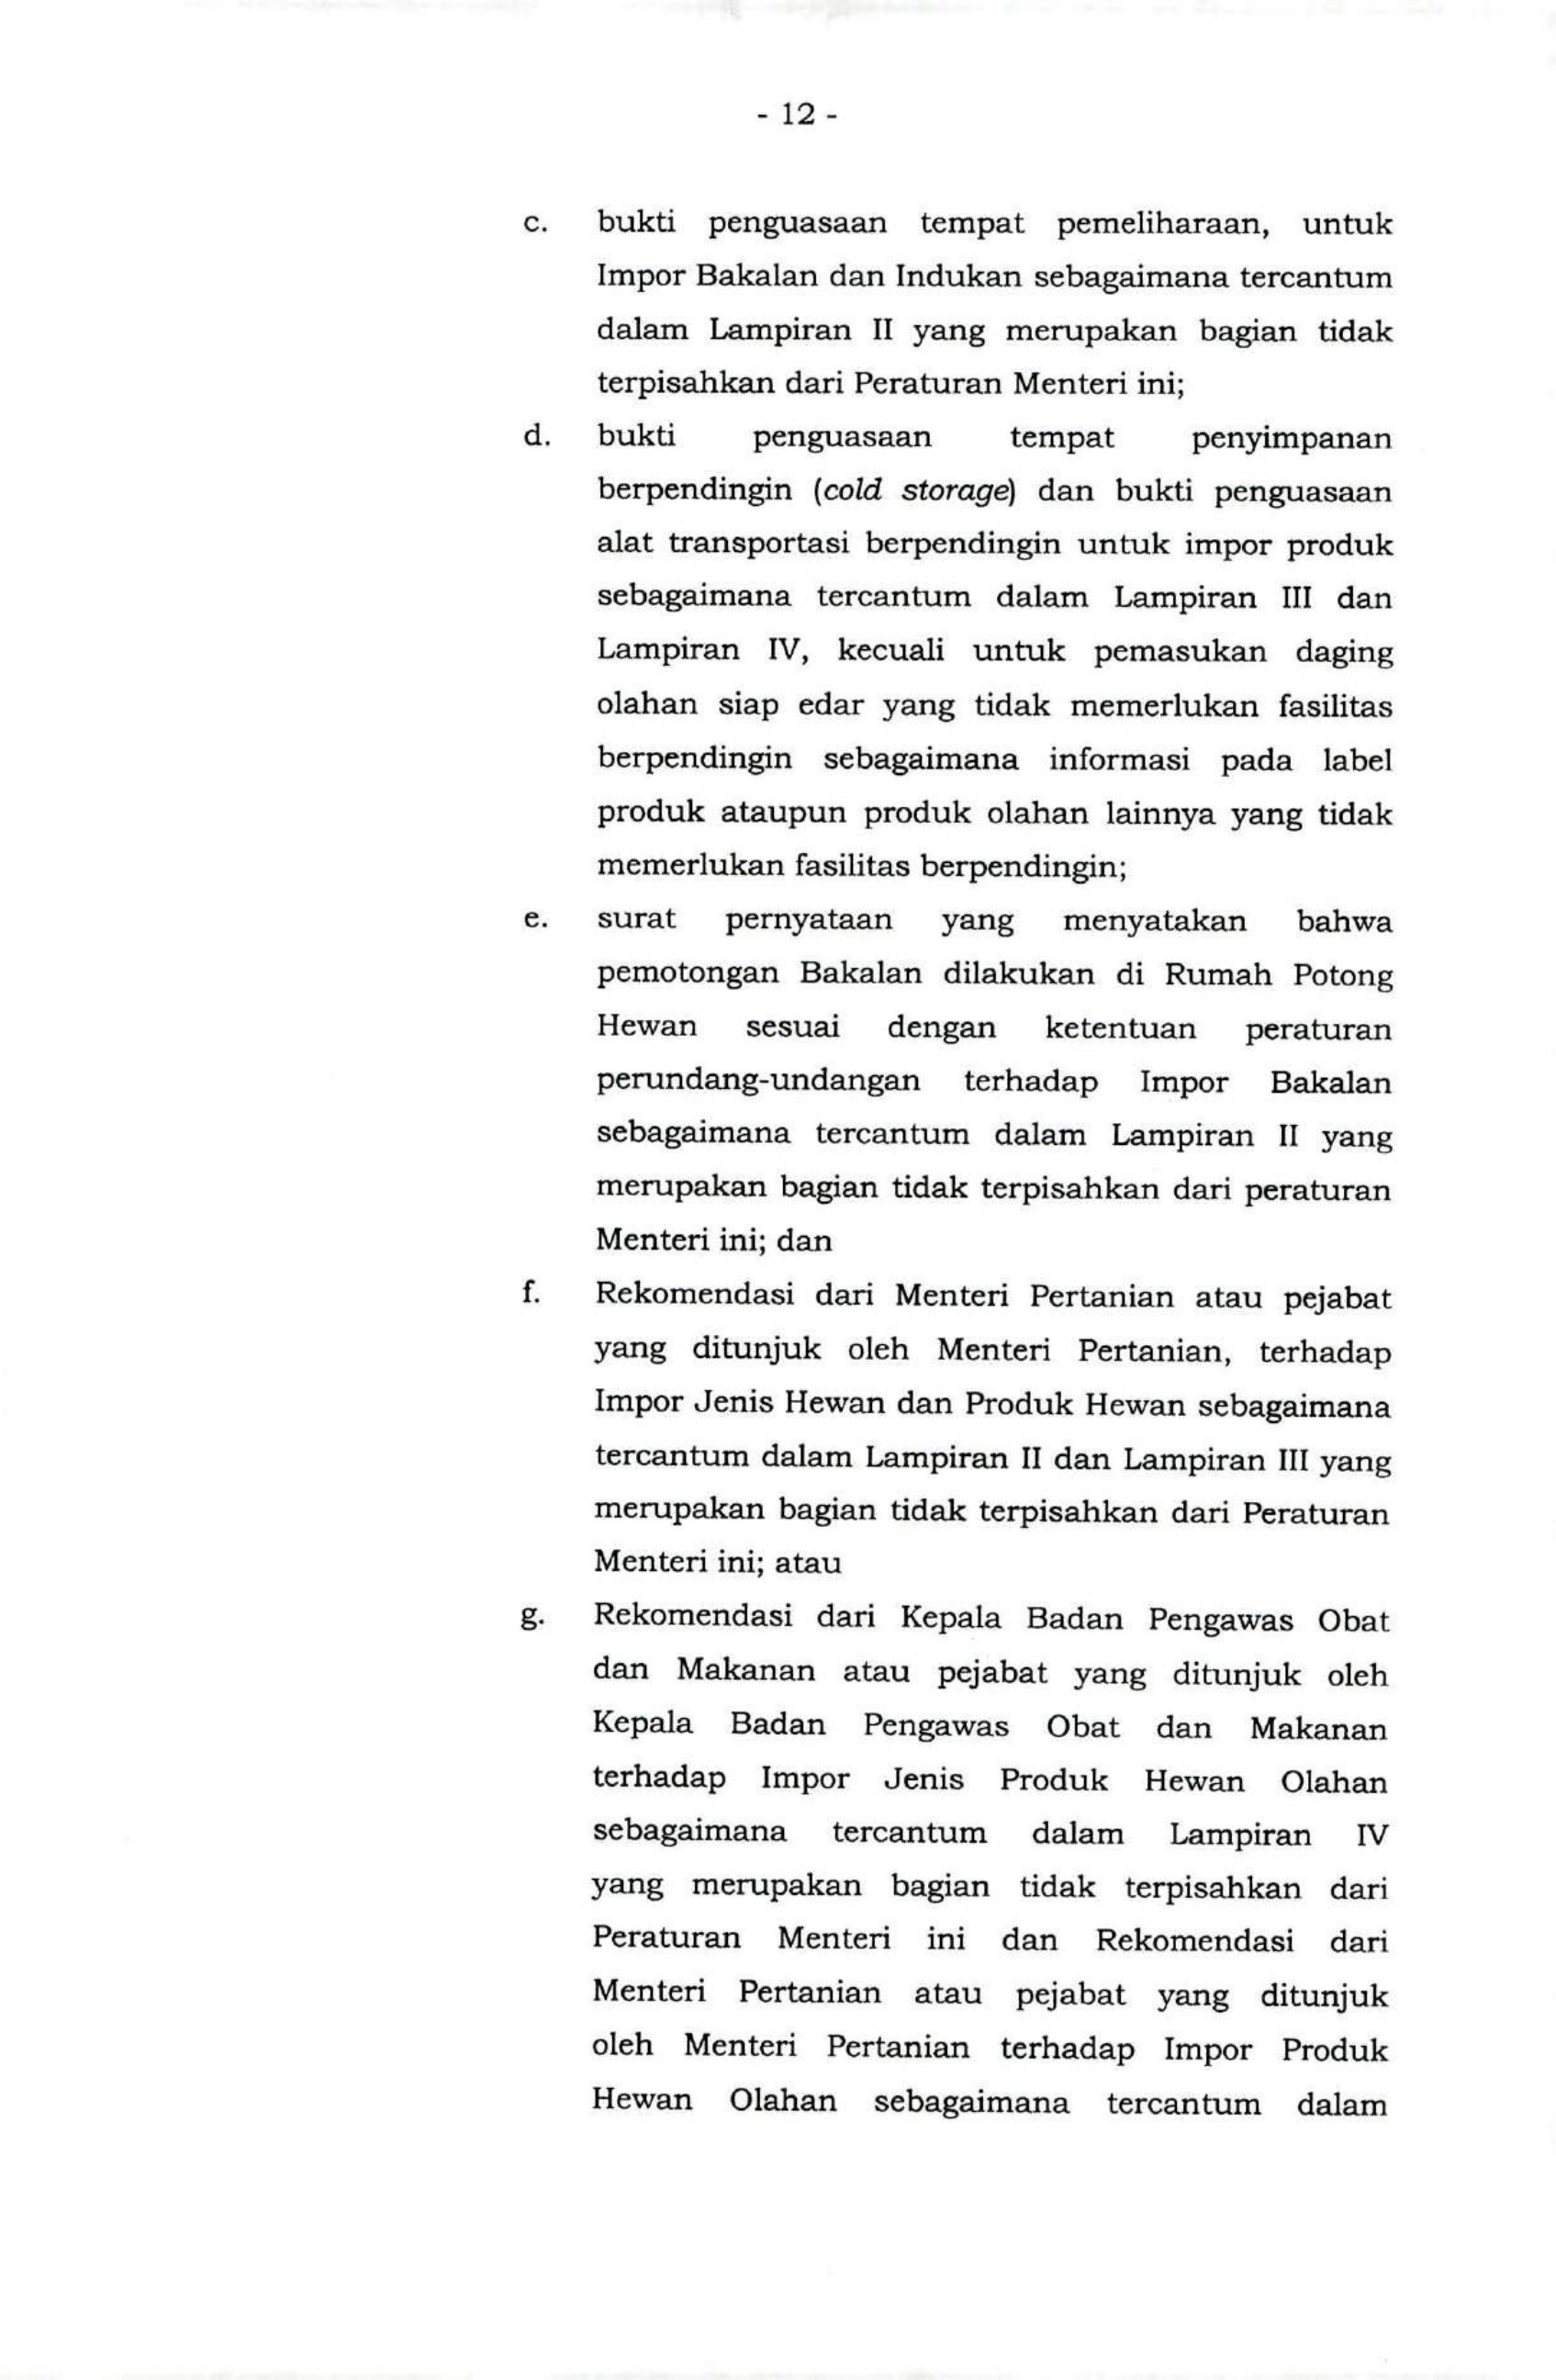 - 12 -
c. bukti penguasaan tempat pemeliharaan, untuk
Impor Bakalan dan Indukan sebagaimana tercantum
dalam Lampiran II yang merupakan bagian tidak
terpisahkan dari Peraturan Menteri ini;
d. bukti penguasaan tempat penyimpanan
berpendingin (cold storage) dan bukti penguasaan
alat transportasi berpendingin untuk impor produk
sebagaimana tercantum dalam Lampiran III dan
Lampiran IV, kecuali untuk pemasukan daging
olahan siap edar yang tidak memerlukan fasilitas
berpendingin sebagaimana informasi pada label
produk ataupun produk olahan lainnya yang tidak
memerlukan fasilitas berpendingin;
e. surat pernyataan yang menyatakan bahwa
pemotongan Bakalan dilakukan di Rumah Potong
Hewan sesuai dengan ketentuan peraturan
perundang-undangan terhadap Impor Bakalan
sebagaimana tercantum dalam Lampiran II yang
merupakan bagian tidak terpisahkan dari peraturan
Menteri ini; dan
f. Rekomendasi dari Menteri Pertanian atau pejabat
yang ditunjuk oleh Menteri Pertanian, terhadap
Impor Jenis Hewan dan Produk Hewan sebagaimana
tercantum dalam Lampiran II dan Lampiran III yang
merupakan bagian tidak terpisahkan dari Peraturan
Menteri ini; atau
g. Rekomendasi dari Kepala Badan Pengawas Obat
dan Makanan atau pejabat yang ditunjuk oleh
Kepala Badan Pengawas Obat dan Makanan
terhadap Impor Jenis Produk Hewan Olahan
sebagaimana tercantum dalam Lampiran IV
yang merupakan bagian tidak terpisahkan dari
Peraturan Menteri ini dan Rekomendasi dari
Menteri Pertanian atau pejabat yang ditunjuk
oleh Menteri Pertanian terhadap Impor Produk
Hewan Olahan sebagaimana tercantum dalam